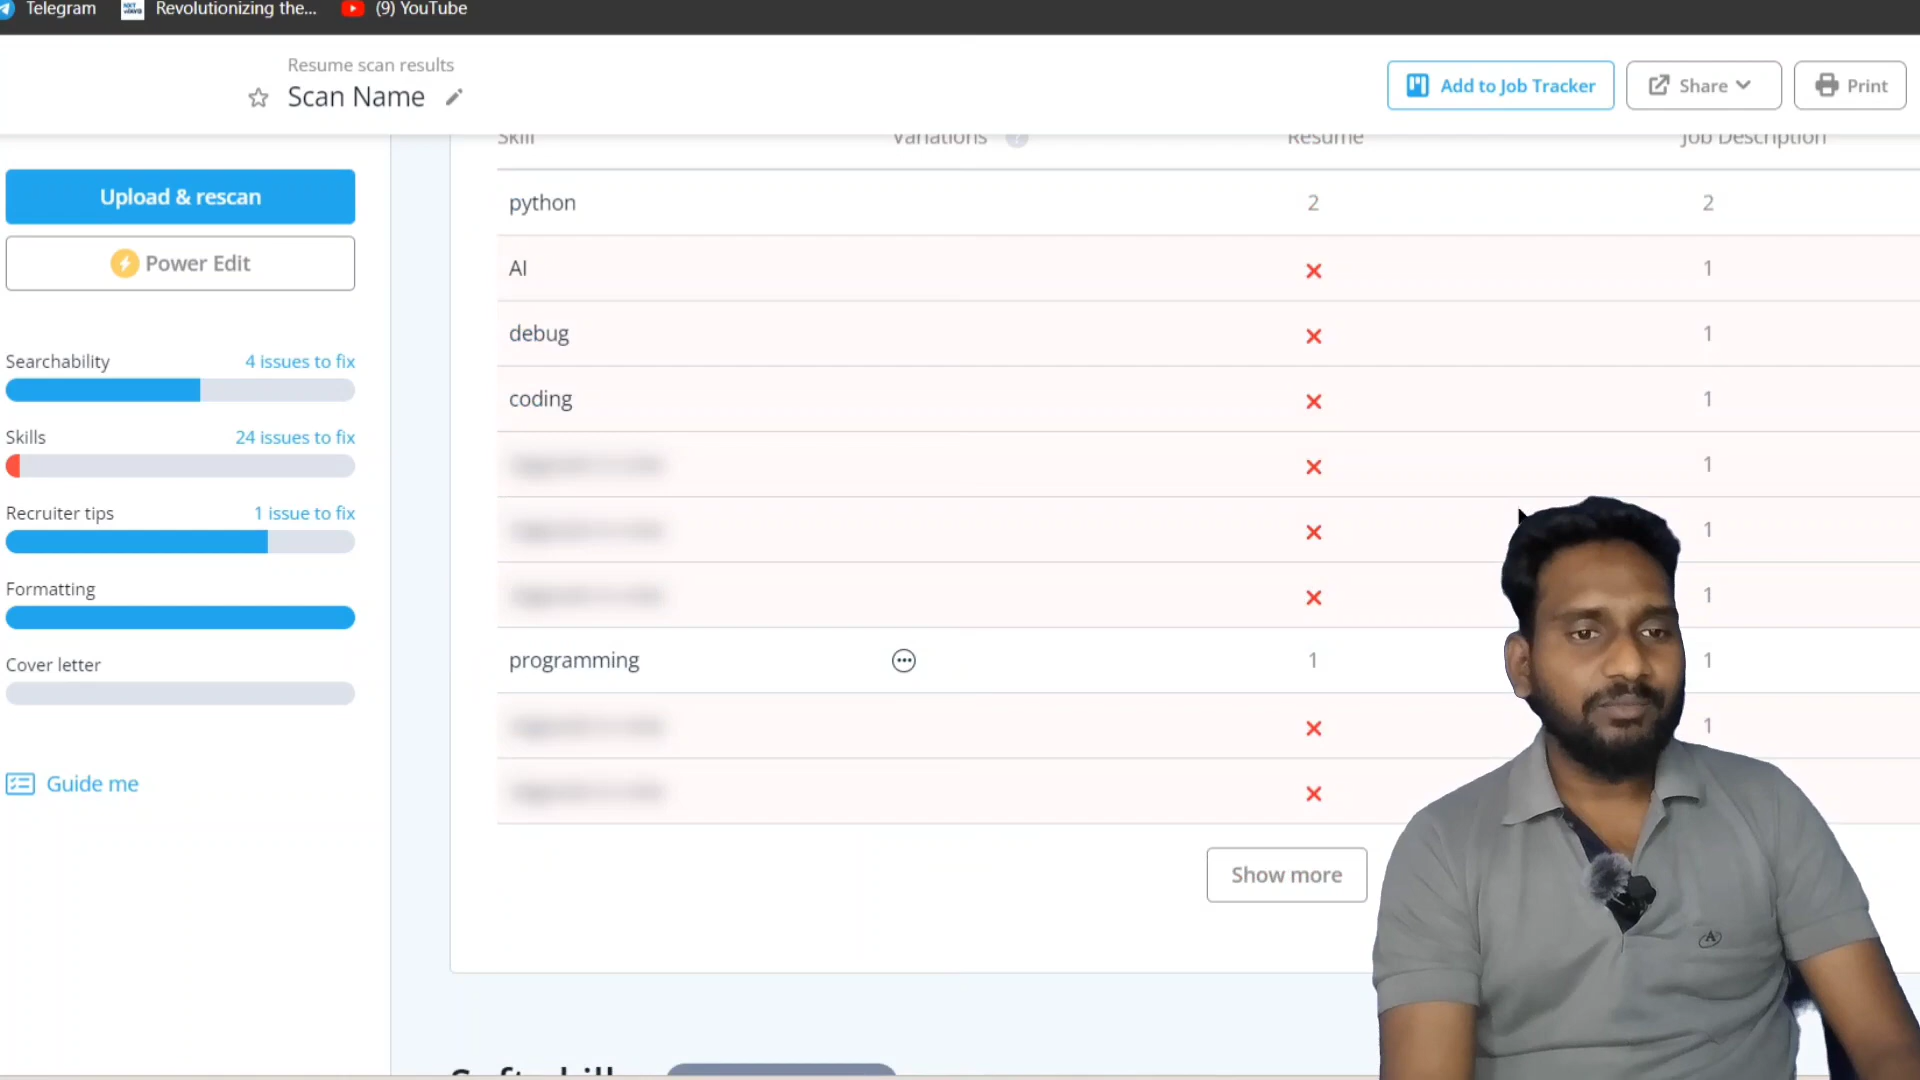 Telegram
Revolutionizing the...
(9) YouTube
Resume scan results
Scan Name
Add to Job Tracker
Share
Print
Skill Variations ? Resume Job Description
Upload & rescan
Power Edit
Searchability 4 issues to fix
Skills 24 issues to fix
Recruiter tips 1 issue to fix
Formatting
Cover letter
Guide me
python 2 2
AI 1
debug 1
coding 1
1
1
1
programming 1 1
1
Show more
Soft skills